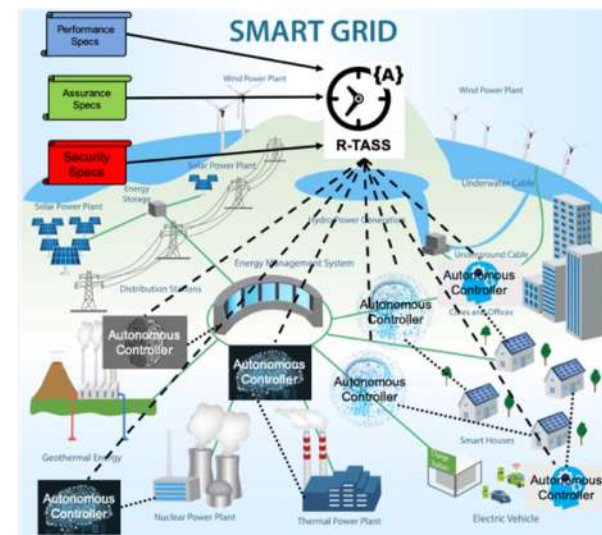 SMART GRID
Performance
Specs
Assurance
Specs
Security
Specs
{A}
R-TASS
Wind Power Plant
Wind Power Plant
Solar Power Plant
Energy
Storage
Solar Power Plant
Underwater Cable
Hydro Power Generation
Underground Cable
Energy Management System
Distribution Stations
Autonomous
Controller
Cities and Offices
Autonomous
Controller
Autonomous
Controller
Autonomous
Controller
Autonomous
Controller
Smart Houses
Geothermal Energy
Charge
Station
Autonomous
Controller
Autonomous
Controller
Nuclear Power Plant
Thermal Power Plant
Electric Vehicle